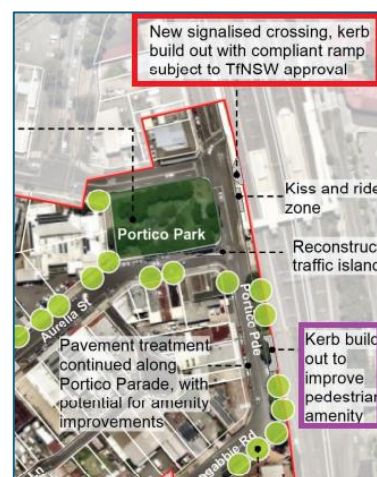 New signalised crossing, kerb
build out with compliant ramp
subject to TfNSW approval
Kiss and ride
zone
Portico Park
Reconstruc
traffic island
Aurelia St
Portico Pde
Pavement treatment
continued along
Portico Parade, with
potential for amenity
improvements
Kerb build
out to
improve
pedestrian
amenity
Rd